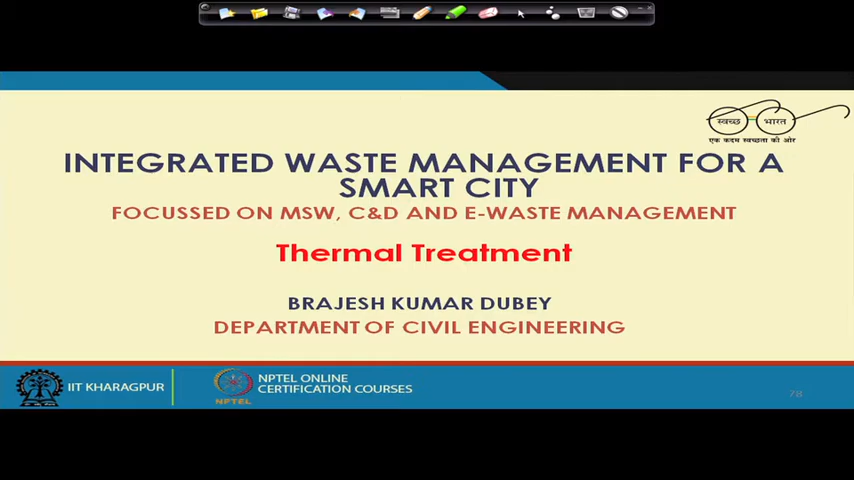 स्वच्छ भारत
एक कदम स्वच्छता की ओर
INTEGRATED WASTE MANAGEMENT FOR A
SMART CITY
FOCUSSED ON MSW, C&D AND E-WASTE MANAGEMENT
Thermal Treatment
BRAJESH KUMAR DUBEY
DEPARTMENT OF CIVIL ENGINEERING
IIT KHARAGPUR
NPTEL
NPTEL ONLINE
CERTIFICATION COURSES
78